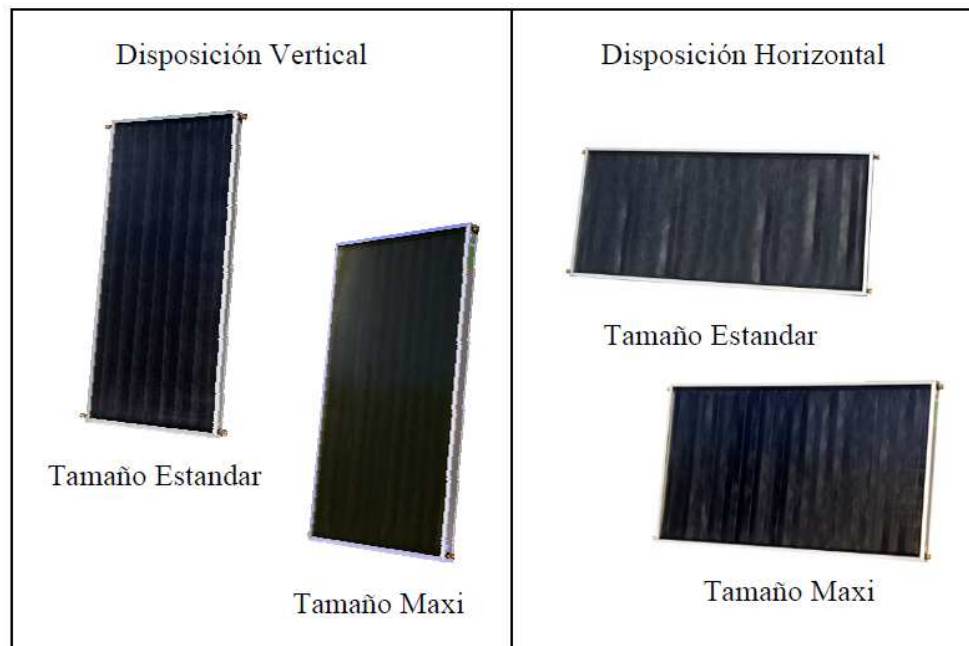 Disposición Vertical
Tamaño Estandar
Tamaño Maxi
Disposición Horizontal
Tamaño Estandar
Tamaño Maxi